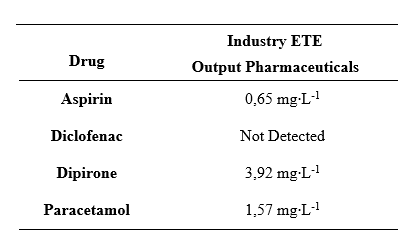 Drug
Industry ETE
Output Pharmaceuticals
Aspirin 0,65 mg·L⁻¹
Diclofenac Not Detected
Dipirone 3,92 mg·L⁻¹
Paracetamol 1,57 mg·L⁻¹